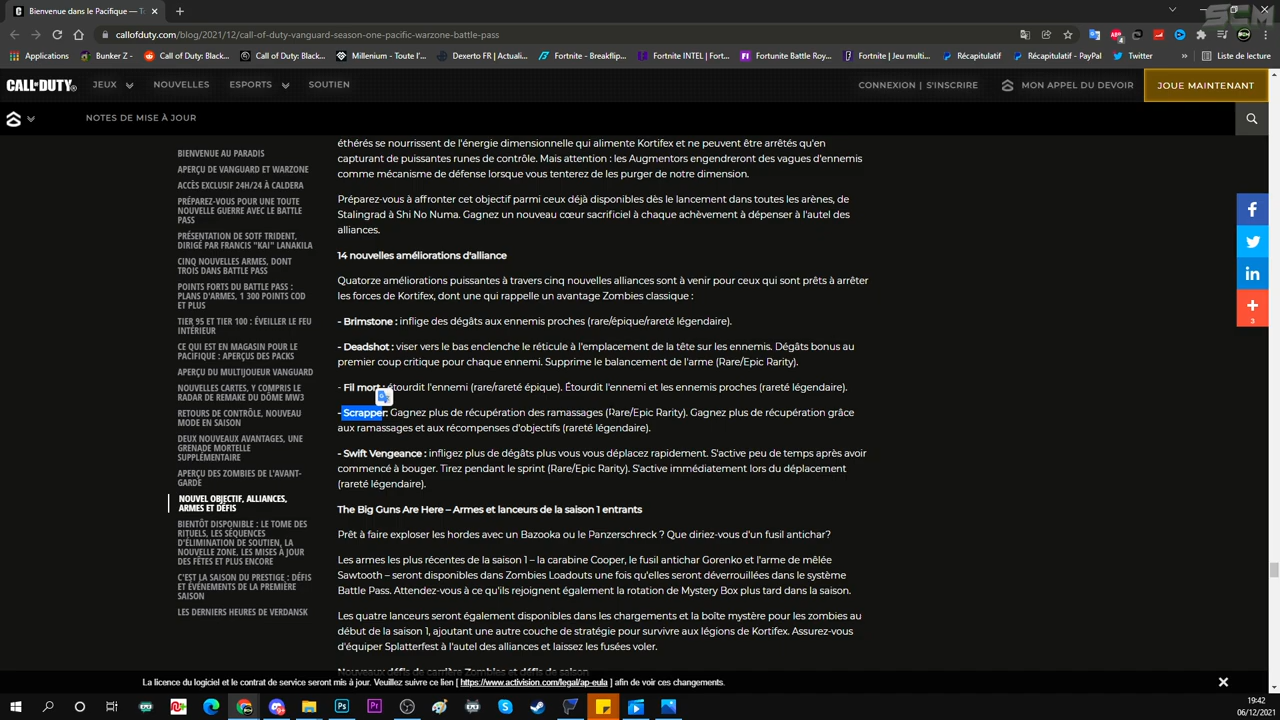 Bienvenue dans le Pacifique —
SCM
callofduty.com/blog/2021/12/call-of-duty-vanguard-season-one-pacific-warzone-battle-pass
Applications
Bunker Z -
Call of Duty: Black...
Call of Duty: Black...
Millenium - Toute l'...
Dexerto FR | Actuali...
Fortnite - Breakflip...
Fortnite INTEL | Fort...
Fortunite Battle Roy...
Fortnite | Jeu multi...
Récapitulatif
Récapitulatif - PayPal
Twitter
»
Liste de lecture
CALL OF DUTY
JEUX
NOUVELLES
ESPORTS
SOUTIEN
CONNEXION | S'INSCRIRE
MON APPEL DU DEVOIR
JOUE MAINTENANT
NOTES DE MISE À JOUR
BIENVENUE AU PARADIS
APERÇU DE VANGUARD ET WARZONE
ACCÈS EXCLUSIF 24H/24 À CALDERA
PRÉPAREZ-VOUS POUR UNE TOUTE
NOUVELLE GUERRE AVEC LE BATTLE
PASS
PRÉSENTATION DE SOTF TRIDENT,
DIRIGÉ PAR FRANCIS "KAI" LANAKILA
CINQ NOUVELLES ARMES, DONT
TROIS DANS BATTLE PASS
POINTS FORTS DU BATTLE PASS :
PLANS D'ARMES, 1 300 POINTS COD
ET PLUS
TIER 95 ET TIER 100 : ÉVEILLER LE FEU
INTÉRIEUR
CE QUI EST EN MAGASIN POUR LE
PACIFIQUE : APERÇUS DES PACKS
APERÇU DU MULTIJOUEUR VANGUARD
NOUVELLES CARTES, Y COMPRIS LE
RADAR DE REMAKE DU DÔME MW3
RETOURS DE CONTRÔLE, NOUVEAU
MODE EN SAISON
DEUX NOUVEAUX AVANTAGES, UNE
GRENADE MORTELLE
SUPPLÉMENTAIRE
APERÇU DES ZOMBIES DE L'AVANT-
GARDE
NOUVEL OBJECTIF, ALLIANCES,
ARMES ET DÉFIS
BIENTÔT DISPONIBLE : LE TOME DES
RITUELS, LES SÉQUENCES
D'ÉLIMINATION DE SOUTIEN, LA
NOUVELLE ZONE, LES MISES À JOUR
DES FÊTES ET PLUS ENCORE
C'EST LA SAISON DU PRESTIGE : DÉFIS
ET ÉVÉNEMENTS DE LA PREMIÈRE
SAISON
LES DERNIERS HEURES DE VERDANSK
éthérés se nourrissent de l'énergie dimensionnelle qui alimente Kortifex et ne peuvent être arrêtés qu'en
capturant de puissantes runes de contrôle. Mais attention : les Augmentors engendreront des vagues d'ennemis
comme mécanisme de défense lorsque vous tenterez de les purger de notre dimension.
Préparez-vous à affronter cet objectif parmi ceux déjà disponibles dès le lancement dans toutes les arènes, de
Stalingrad à Shi No Numa. Gagnez un nouveau cœur sacrificiel à chaque achèvement à dépenser à l'autel des
alliances.
14 nouvelles améliorations d'alliance
Quatorze améliorations puissantes à travers cinq nouvelles alliances sont à venir pour ceux qui sont prêts à arrêter
les forces de Kortifex, dont une qui rappelle un avantage Zombies classique :
- Brimstone : inflige des dégâts aux ennemis proches (rare/épique/rareté légendaire).
- Deadshot : viser vers le bas enclenche le réticule à l'emplacement de la tête sur les ennemis. Dégâts bonus au
premier coup critique pour chaque ennemi. Supprime le balancement de l'arme (Rare/Epic Rarity).
- Fil mort : étourdit l'ennemi (rare/rareté épique). Étourdit l'ennemi et les ennemis proches (rareté légendaire).
- Scrapper: Gagnez plus de récupération des ramassages (Rare/Epic Rarity). Gagnez plus de récupération grâce
aux ramassages et aux récompenses d'objectifs (rareté légendaire).
- Swift Vengeance : infligez plus de dégâts plus vous vous déplacez rapidement. S'active peu de temps après avoir
commencé à bouger. Tirez pendant le sprint (Rare/Epic Rarity). S'active immédiatement lors du déplacement
(rareté légendaire).
The Big Guns Are Here – Armes et lanceurs de la saison 1 entrants
Prêt à faire exploser les hordes avec un Bazooka ou le Panzerschreck ? Que diriez-vous d'un fusil antichar?
Les armes les plus récentes de la saison 1 – la carabine Cooper, le fusil antichar Gorenko et l'arme de mêlée
Sawtooth – seront disponibles dans Zombies Loadouts une fois qu'elles seront déverrouillées dans le système
Battle Pass. Attendez-vous à ce qu'ils rejoignent également la rotation de Mystery Box plus tard dans la saison.
Les quatre lanceurs seront également disponibles dans les chargements et la boîte mystère pour les zombies au
début de la saison 1, ajoutant une autre couche de stratégie pour survivre aux légions de Kortifex. Assurez-vous
d'équiper Splatterfest à l'autel des alliances et laissez les fusées voler.
Nouveaux défis de carrière Zombies et défis de saison
3
La licence du logiciel et le contrat de service seront mis à jour. Veuillez suivre ce lien [ https://www.activision.com/legal/ap-eula ] afin de voir ces changements.
19:42
06/12/2021